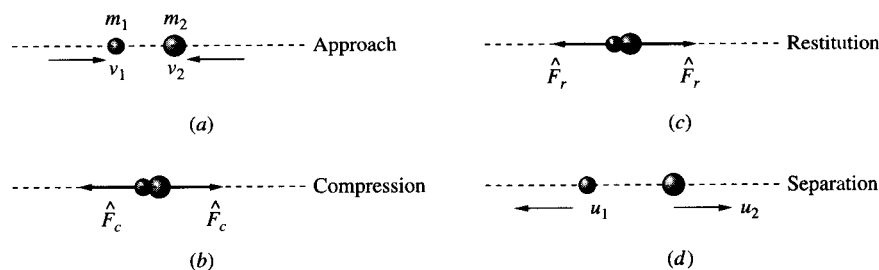 m₁ m₂
Approach
v₁ v₂
(a)
F̂c F̂c
Compression
(b)
Restitution
F̂r F̂r
(c)
Separation
u₁ u₂
(d)